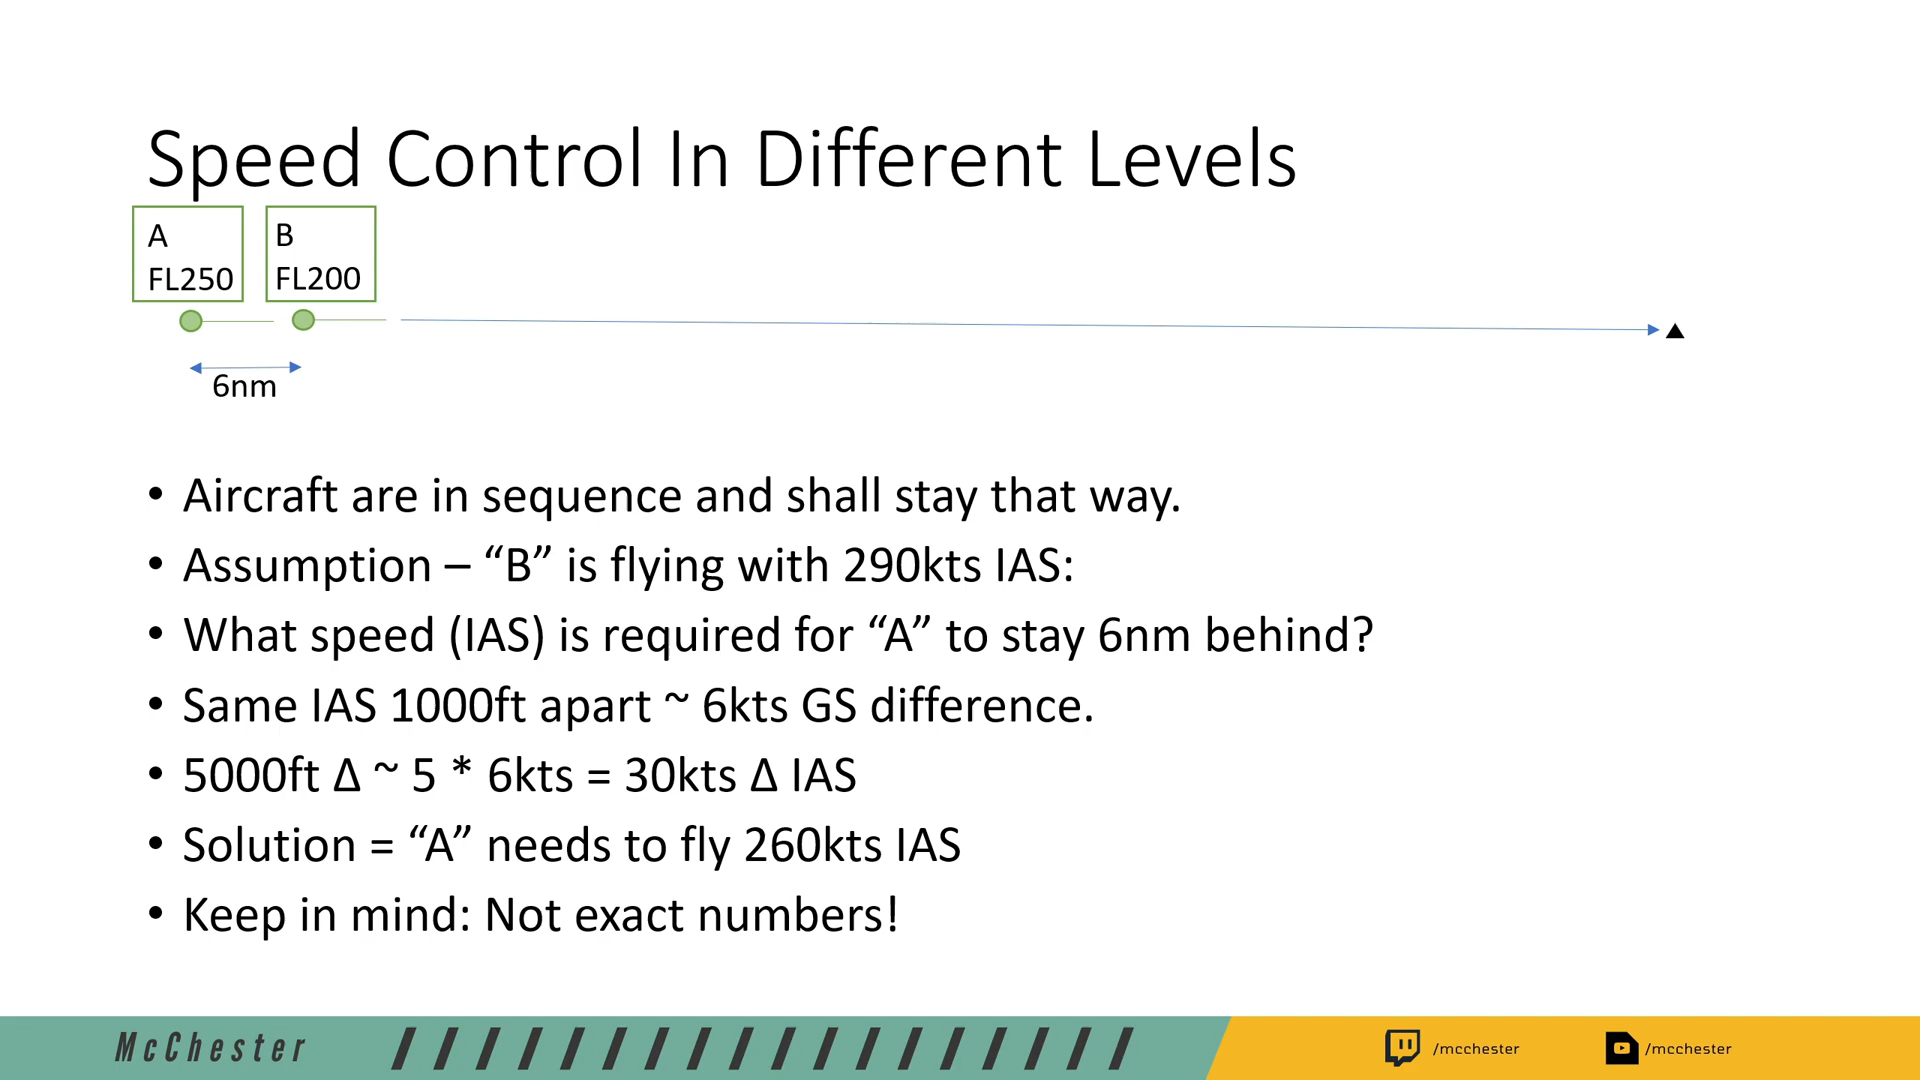 Speed Control In Different Levels
A
FL250
B
FL200
6nm
• Aircraft are in sequence and shall stay that way.
• Assumption – “B” is flying with 290kts IAS:
• What speed (IAS) is required for “A” to stay 6nm behind?
• Same IAS 1000ft apart ~ 6kts GS difference.
• 5000ft Δ ~ 5 * 6kts = 30kts Δ IAS
• Solution = “A” needs to fly 260kts IAS
• Keep in mind: Not exact numbers!
McChester
/mcchester
/mcchester